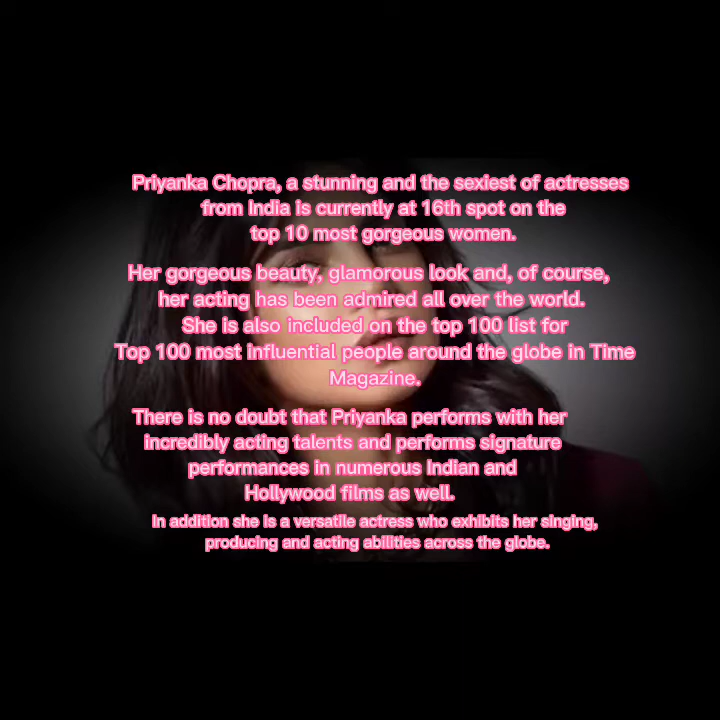 Priyanka Chopra, a stunning and the sexiest of actresses
from India is currently at 16th spot on the
top 10 most gorgeous women.
Her gorgeous beauty, glamorous look and, of course,
her acting has been admired all over the world.
She is also included on the top 100 list for
Top 100 most Influential people around the globe in Time
Magazine.
There is no doubt that Priyanka performs with her
incredibly acting talents and performs signature
performances in numerous Indian and
Hollywood films as well.
In addition she is a versatile actress who exhibits her singing,
producing and acting abilities across the globe.